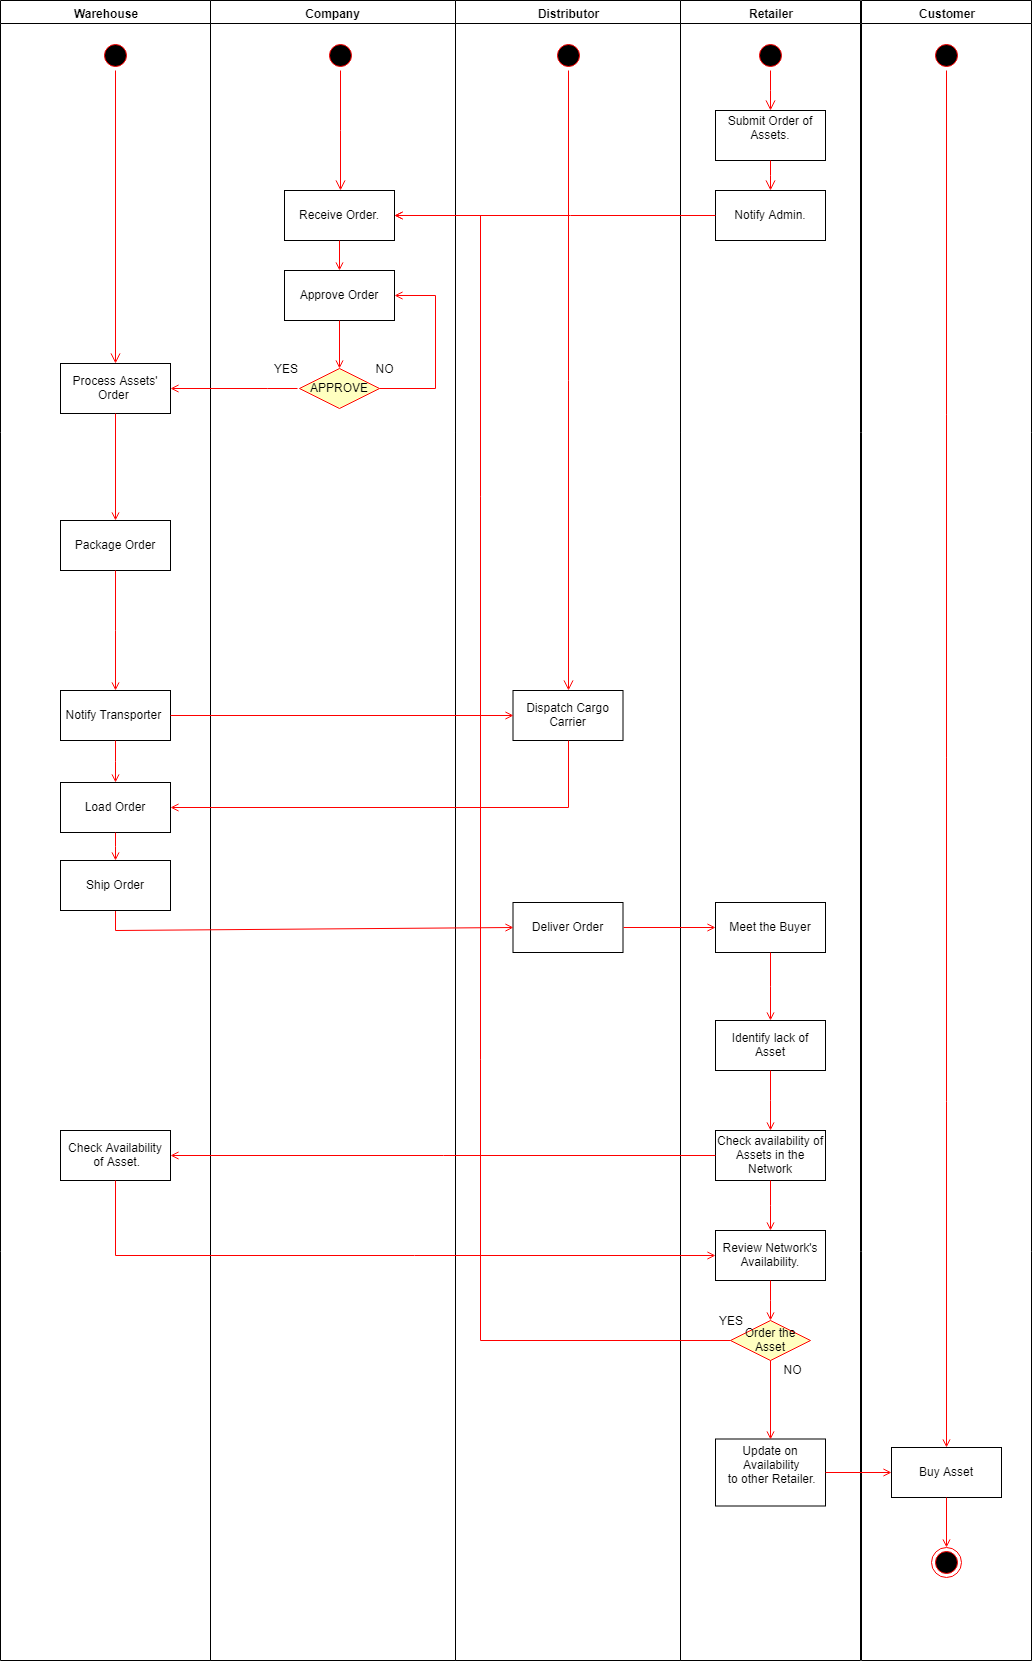 Warehouse
Company
Distributor
Retailer
Customer
Submit Order of
Assets.
Receive Order.
Notify Admin.
Approve Order
YES
NO
Process Assets'
Order
APPROVE
Package Order
Notify Transporter
Dispatch Cargo
Carrier
Load Order
Ship Order
Deliver Order
Meet the Buyer
Identify lack of
Asset
Check Availability
of Asset.
Check availability of
Assets in the
Network
Review Network's
Availability.
YES
Order the
Asset
NO
Update on
Availability
to other Retailer.
Buy Asset